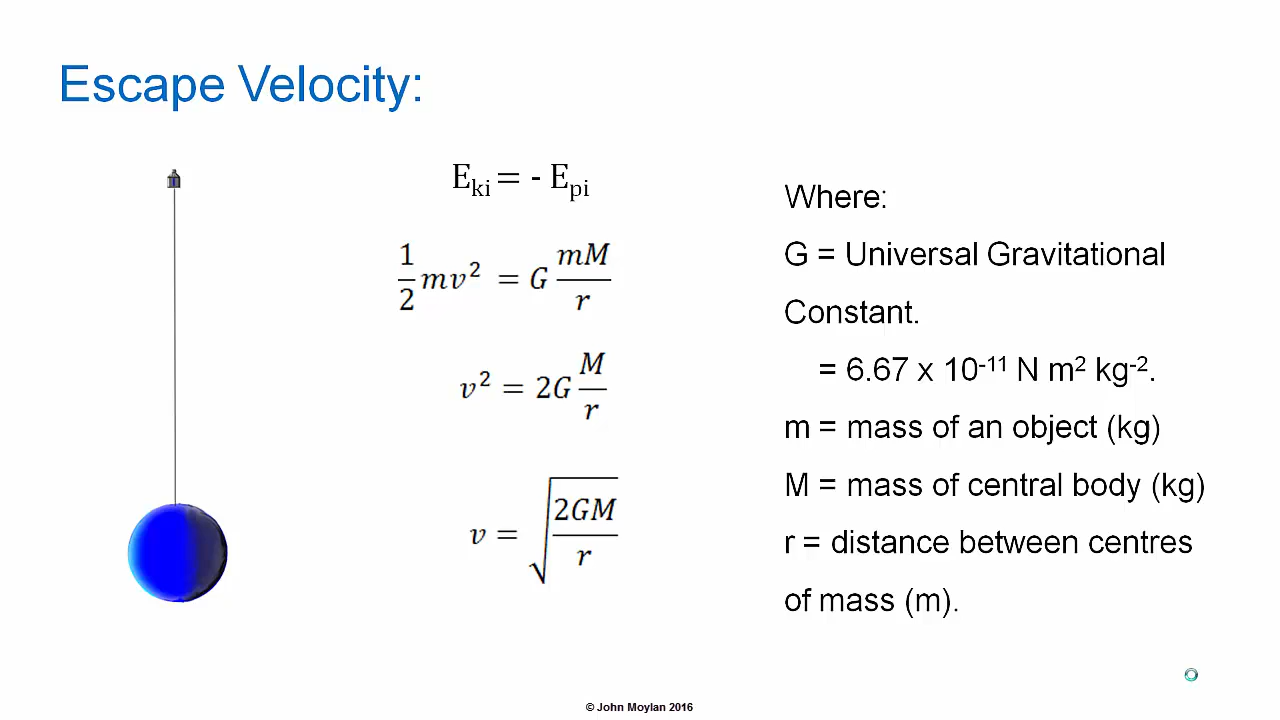 Escape Velocity:
E_ki = - E_pi
1/2 mv² = G mM/r
v² = 2G M/r
v = √(2GM/r)
Where:
G = Universal Gravitational
Constant.
= 6.67 x 10⁻¹¹ N m² kg⁻².
m = mass of an object (kg)
M = mass of central body (kg)
r = distance between centres
of mass (m).
© John Moylan 2016